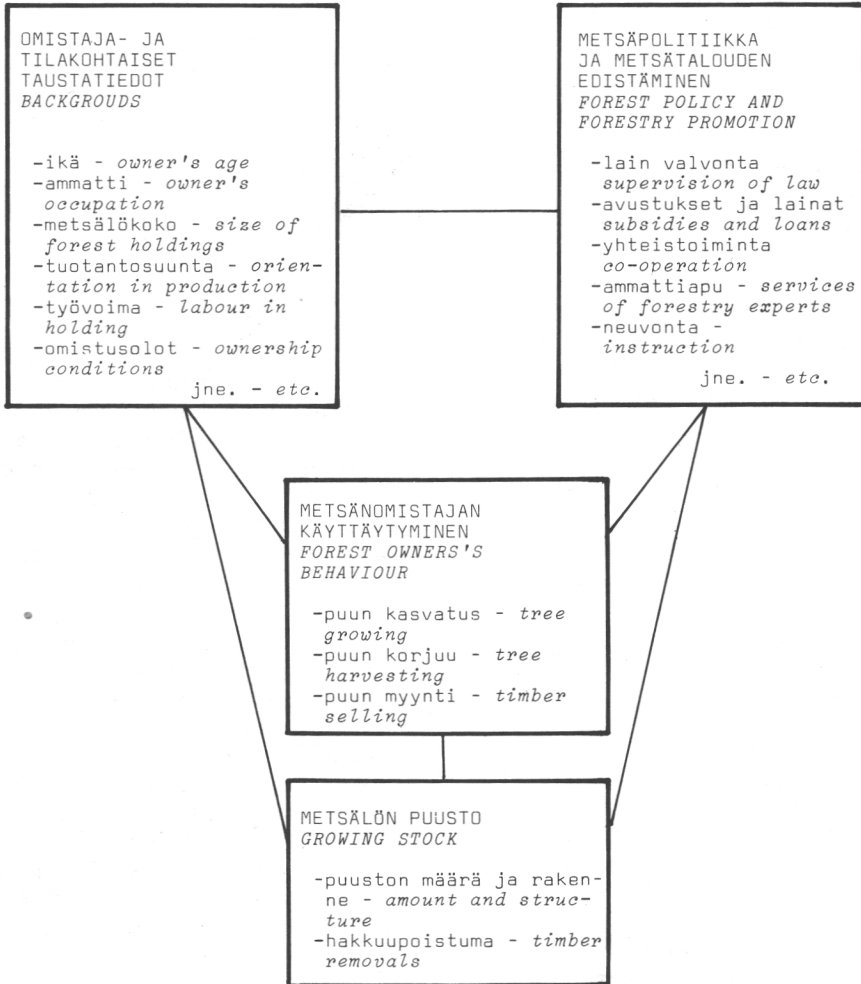 OMISTAJA- JA
TILAKOHTAISET
TAUSTATIEDOT
BACKGROUDS
-ikä - owner's age
-ammatti - owner's
occupation
-metsälökoko - size of
forest holdings
-tuotantosuunta - orien-
tation in production
-työvoima - labour in
holding
-omistusolot - ownership
conditions
jne. - etc.
METSÄPOLITIIKKA
JA METSÄTALOUDEN
EDISTÄMINEN
FOREST POLICY AND
FORESTRY PROMOTION
-lain valvonta
supervision of law
-avustukset ja lainat
subsidies and loans
-yhteistoiminta
co-operation
-ammattiapu - services
of forestry experts
-neuvonta -
instruction
jne. - etc.
METSÄNOMISTAJAN
KÄYTTÄYTYMINEN
FOREST OWNERS'S
BEHAVIOUR
-puun kasvatus - tree
growing
-puun korjuu - tree
harvesting
-puun myynti - timber
selling
METSÄLÖN PUUSTO
GROWING STOCK
-puuston määrä ja raken-
ne - amount and struc-
ture
-hakkuupoistuma - timber
removals